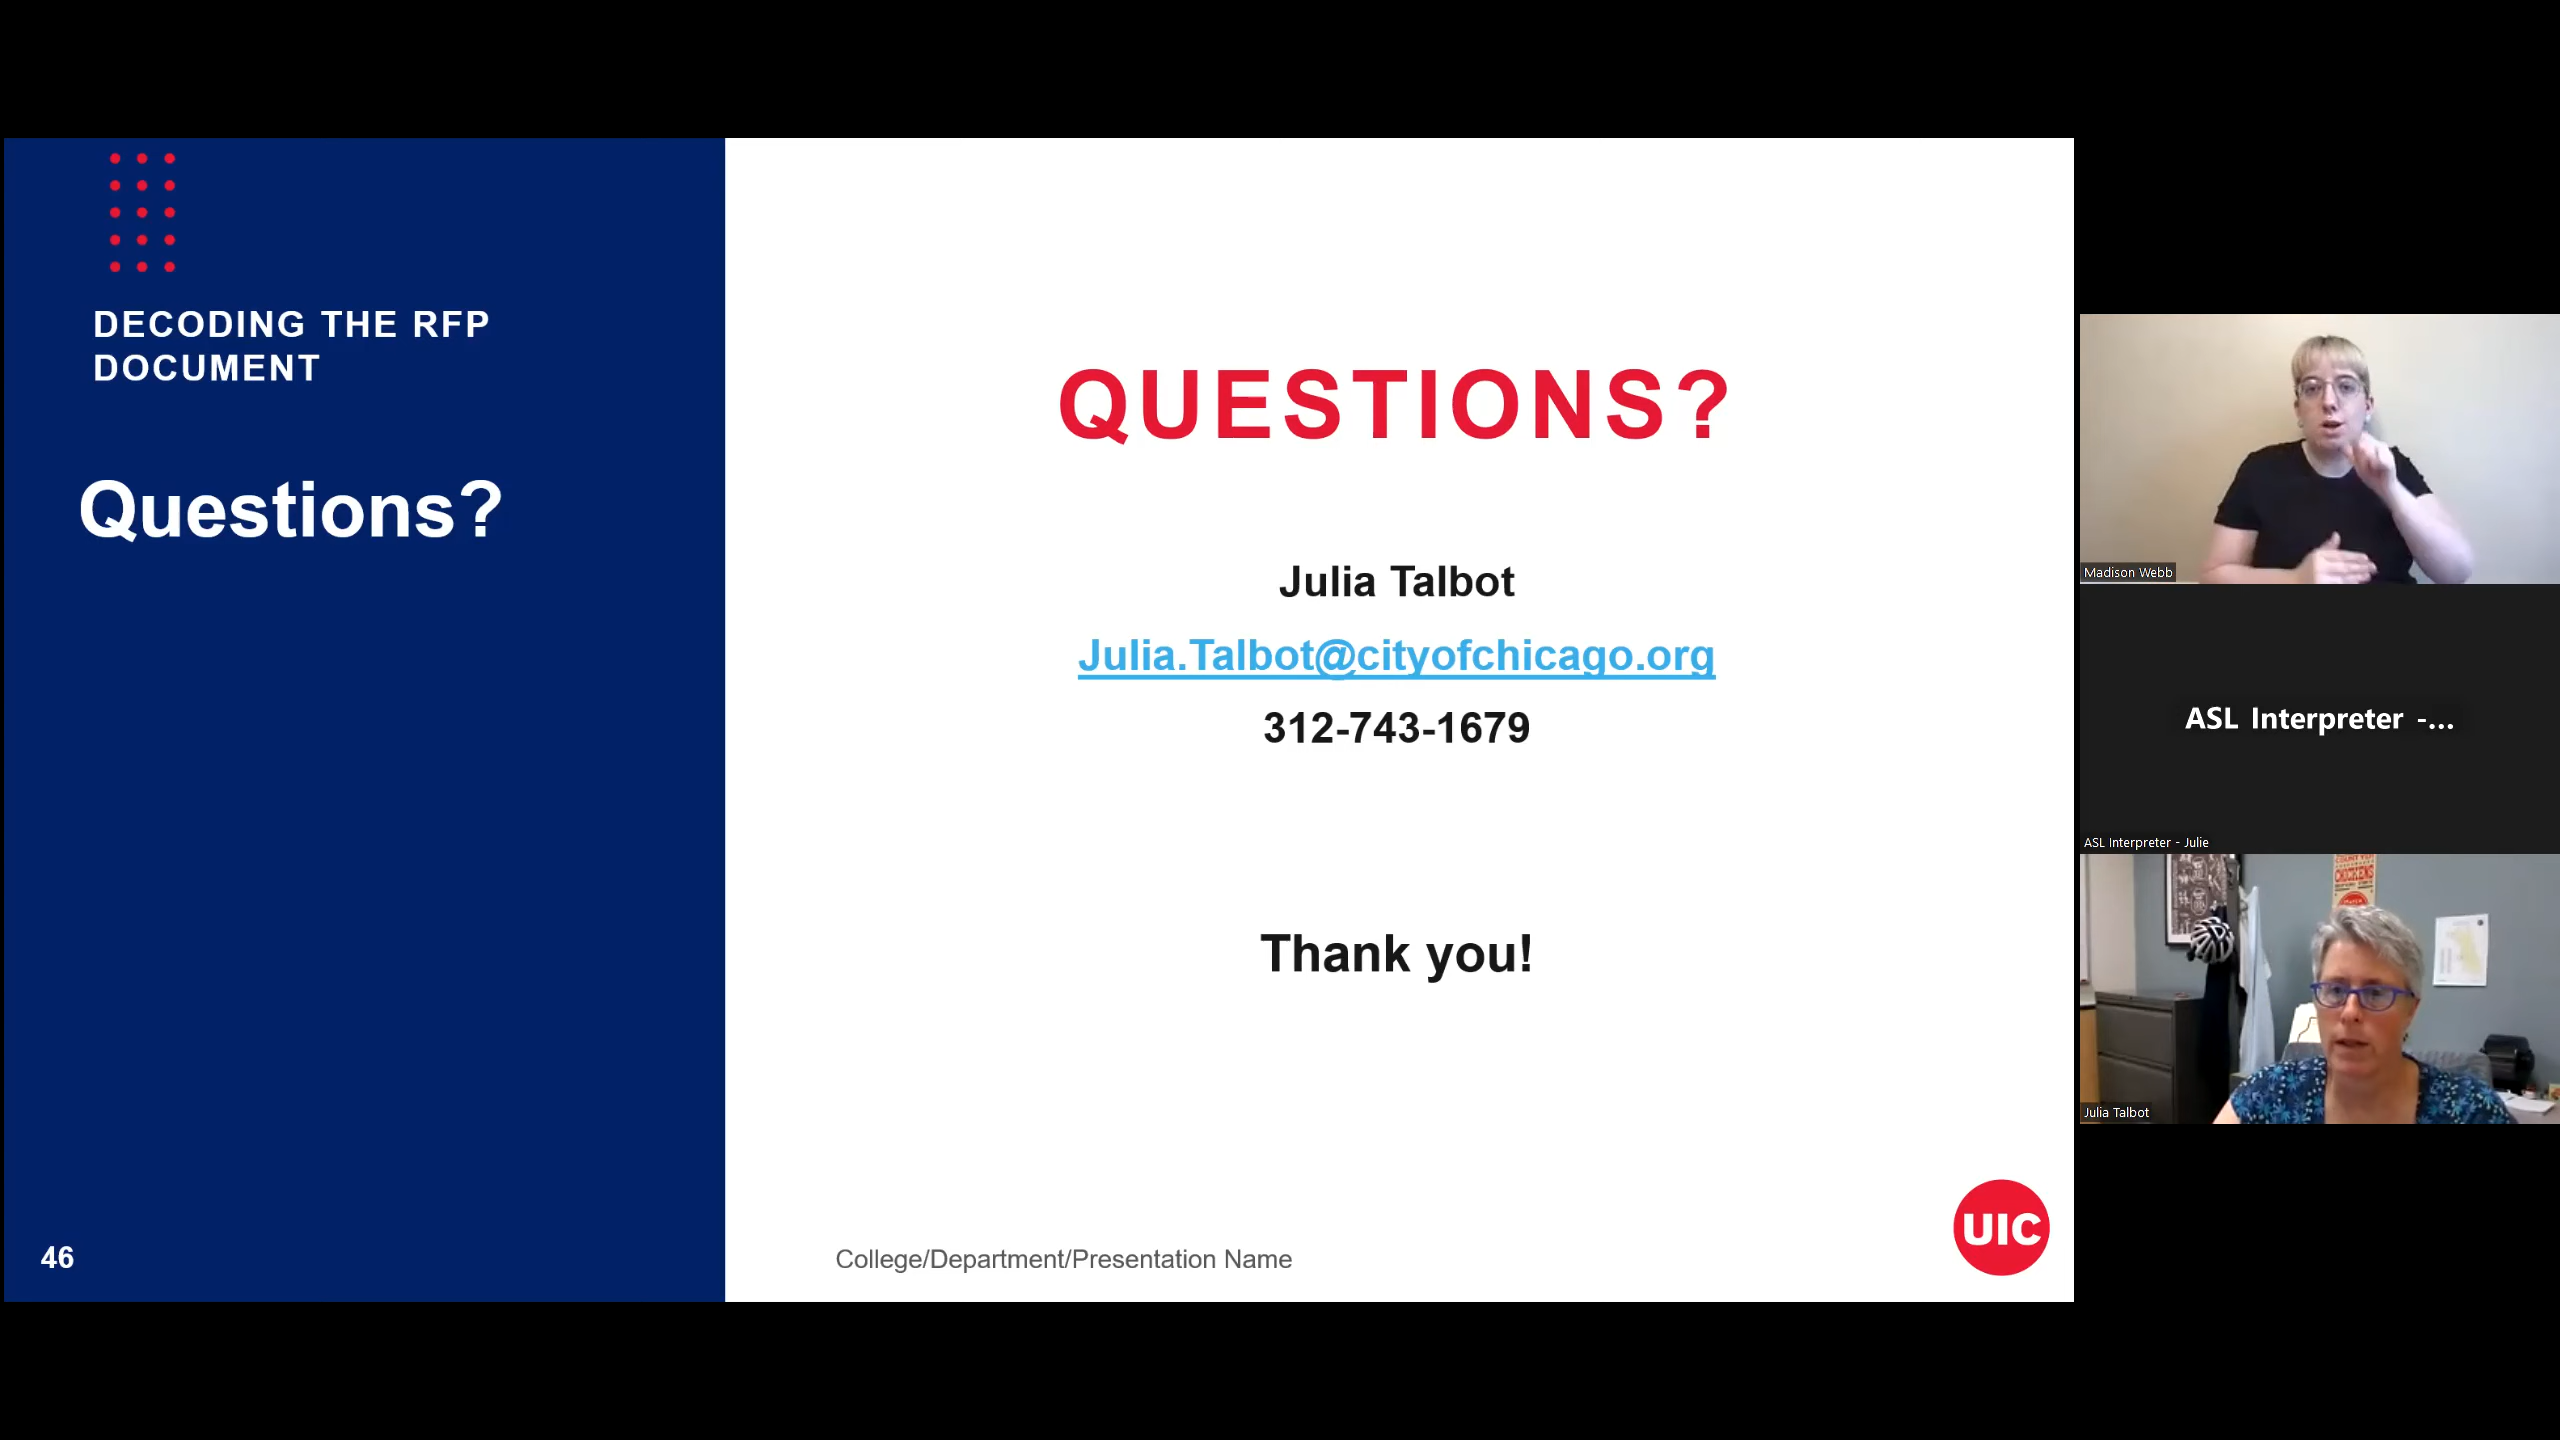 DECODING THE RFP
DOCUMENT
Questions?
46
QUESTIONS?
Julia Talbot
Julia.Talbot@cityofchicago.org
312-743-1679
Thank you!
College/Department/Presentation Name
UIC
Madison Webb
ASL Interpreter -...
ASL Interpreter - Julie
CHICKENS
Julia Talbot